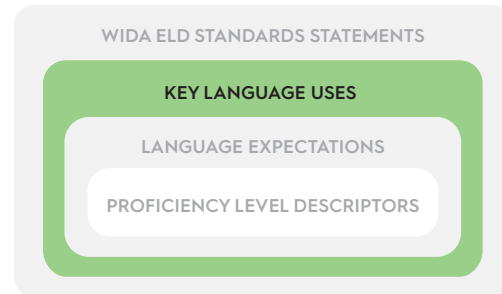 WIDA ELD STANDARDS STATEMENTS
KEY LANGUAGE USES
LANGUAGE EXPECTATIONS
PROFICIENCY LEVEL DESCRIPTORS